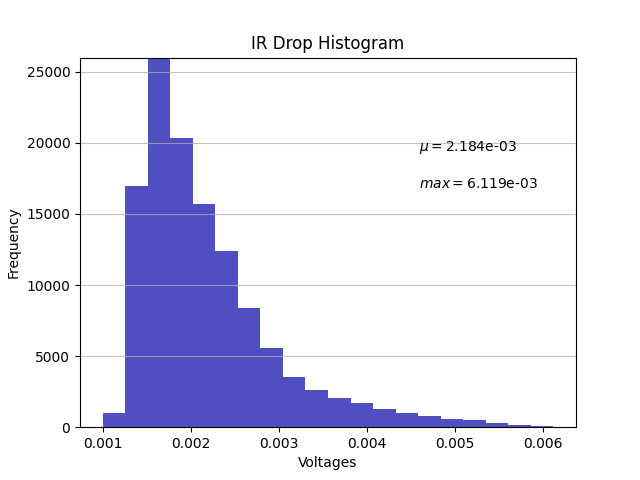 IR Drop Histogram
25000
20000
15000
10000
5000
0
Frequency
μ = 2.184e-03
max = 6.119e-03
0.001 0.002 0.003 0.004 0.005 0.006
Voltages